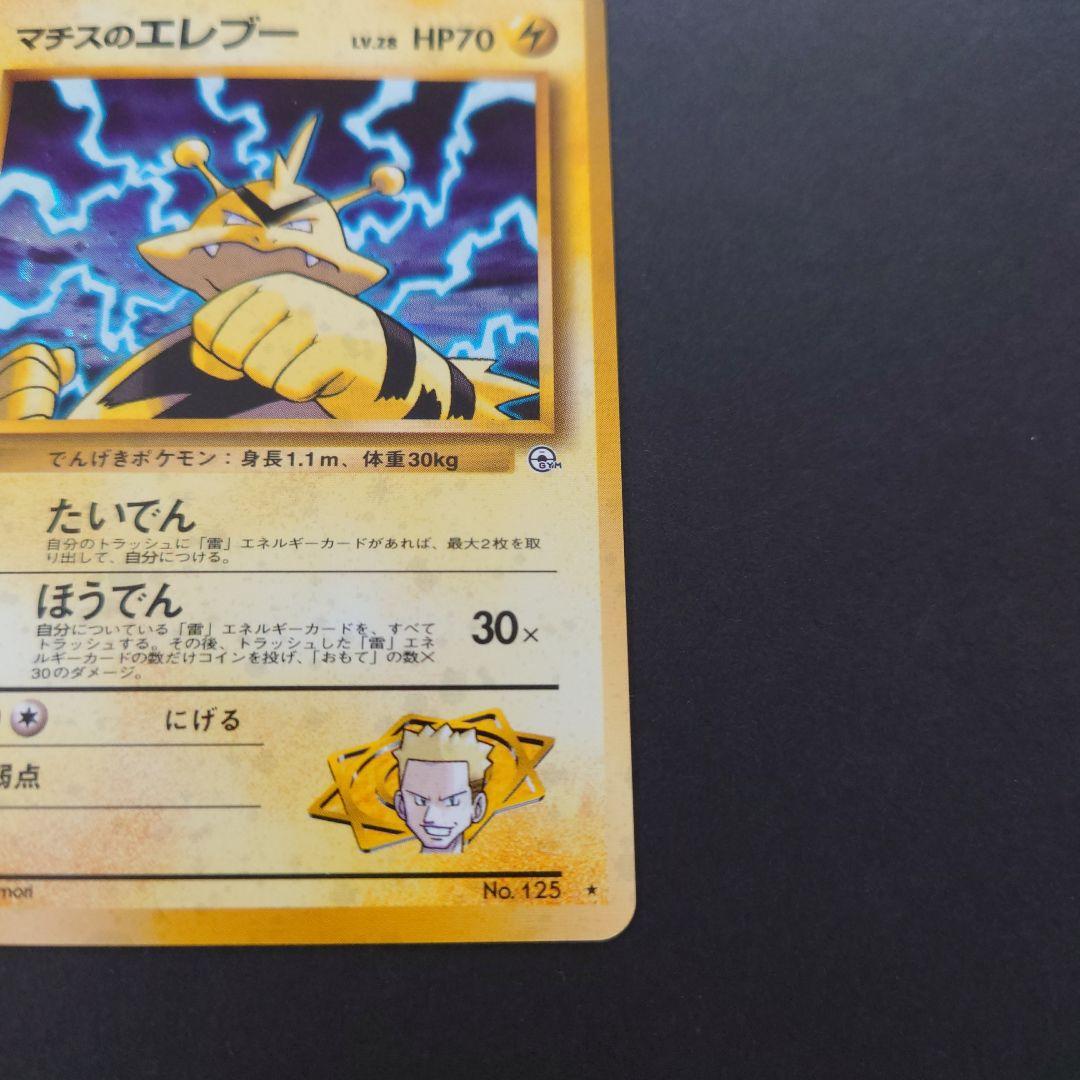 マチスのエレブー LV.28 HP70
でんげきポケモン：身長1.1m、体重30kg
GYM
たいでん
自分のトラッシュに「雷」エネルギーカードがあれば、最大2枚を取
り出して、自分につける。
ほうでん
30×
自分についている「雷」エネルギーカードを、すべて
トラッシュする。その後、トラッシュした「雷」エネ
ルギーカードの数だけコインを投げ、「おもて」の数×
30のダメージ。
にげる
弱点
mori
No. 125 ★